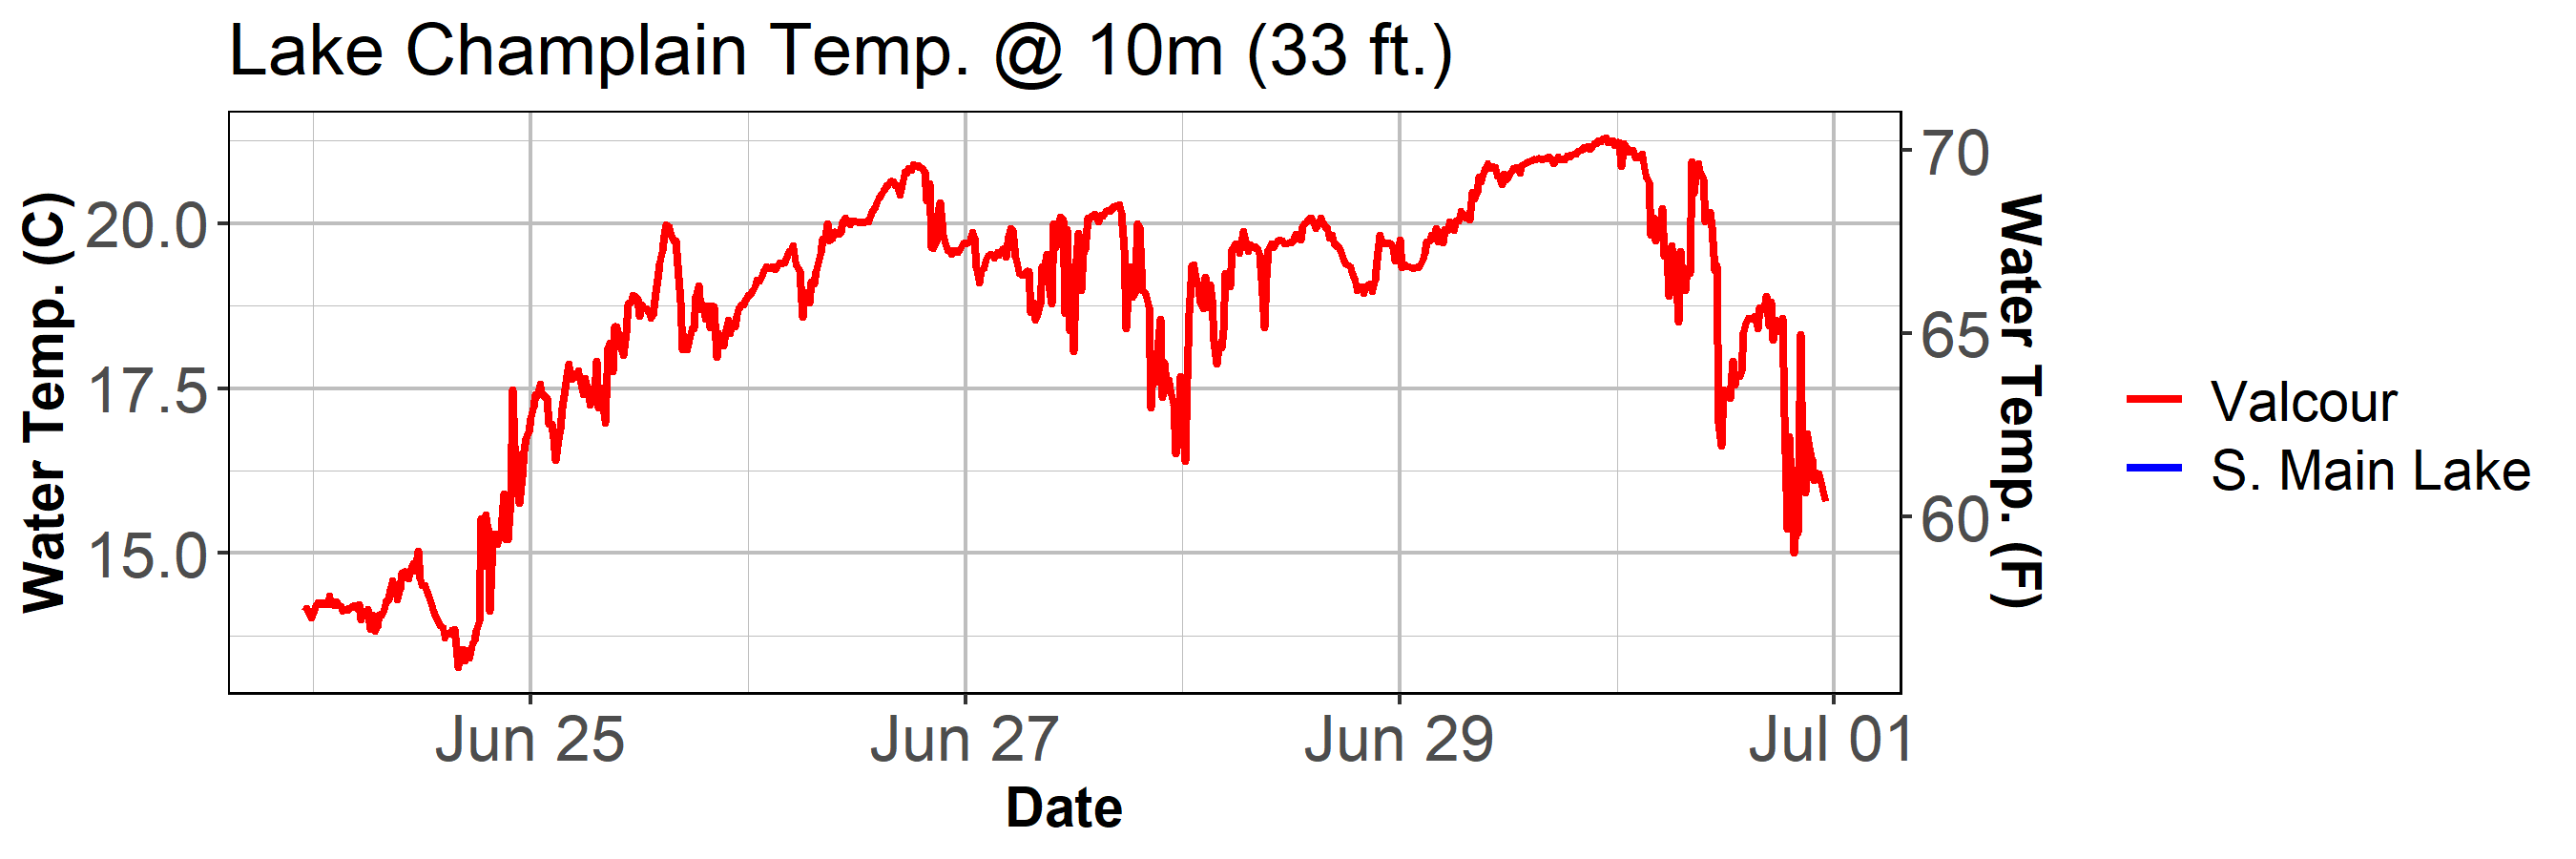 Lake Champlain Temp. @ 10m (33 ft.)
Water Temp. (C)
20.0
17.5
15.0
70
65
60
Water Temp. (F)
Jun 25
Jun 27
Jun 29
Jul 01
Date
Valcour
S. Main Lake